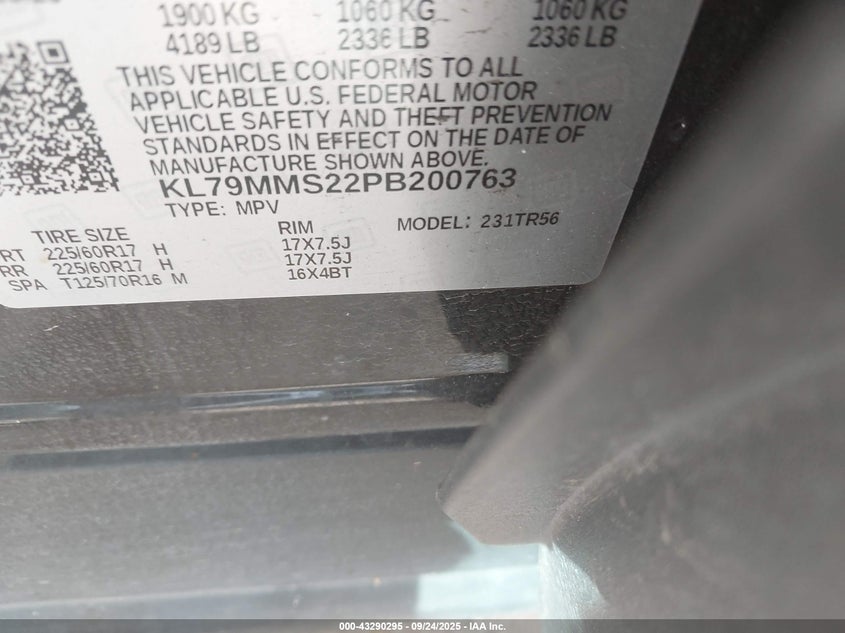 1900 KG 1060 KG 1060 KG
4189 LB 2336 LB 2336 LB
THIS VEHICLE CONFORMS TO ALL
APPLICABLE U.S. FEDERAL MOTOR
VEHICLE SAFETY AND THEFT PREVENTION
STANDARDS IN EFFECT ON THE DATE OF
MANUFACTURE SHOWN ABOVE.
KL79MMS22PB200763
TYPE: MPV MODEL: 231TR56
TIRE SIZE RIM
RT 225/60R17 H 17X7.5J
RR 225/60R17 H 17X7.5J
SPA T125/70R16 M 16X4BT
000-43290295 - 09/24/2025 - IAA Inc.